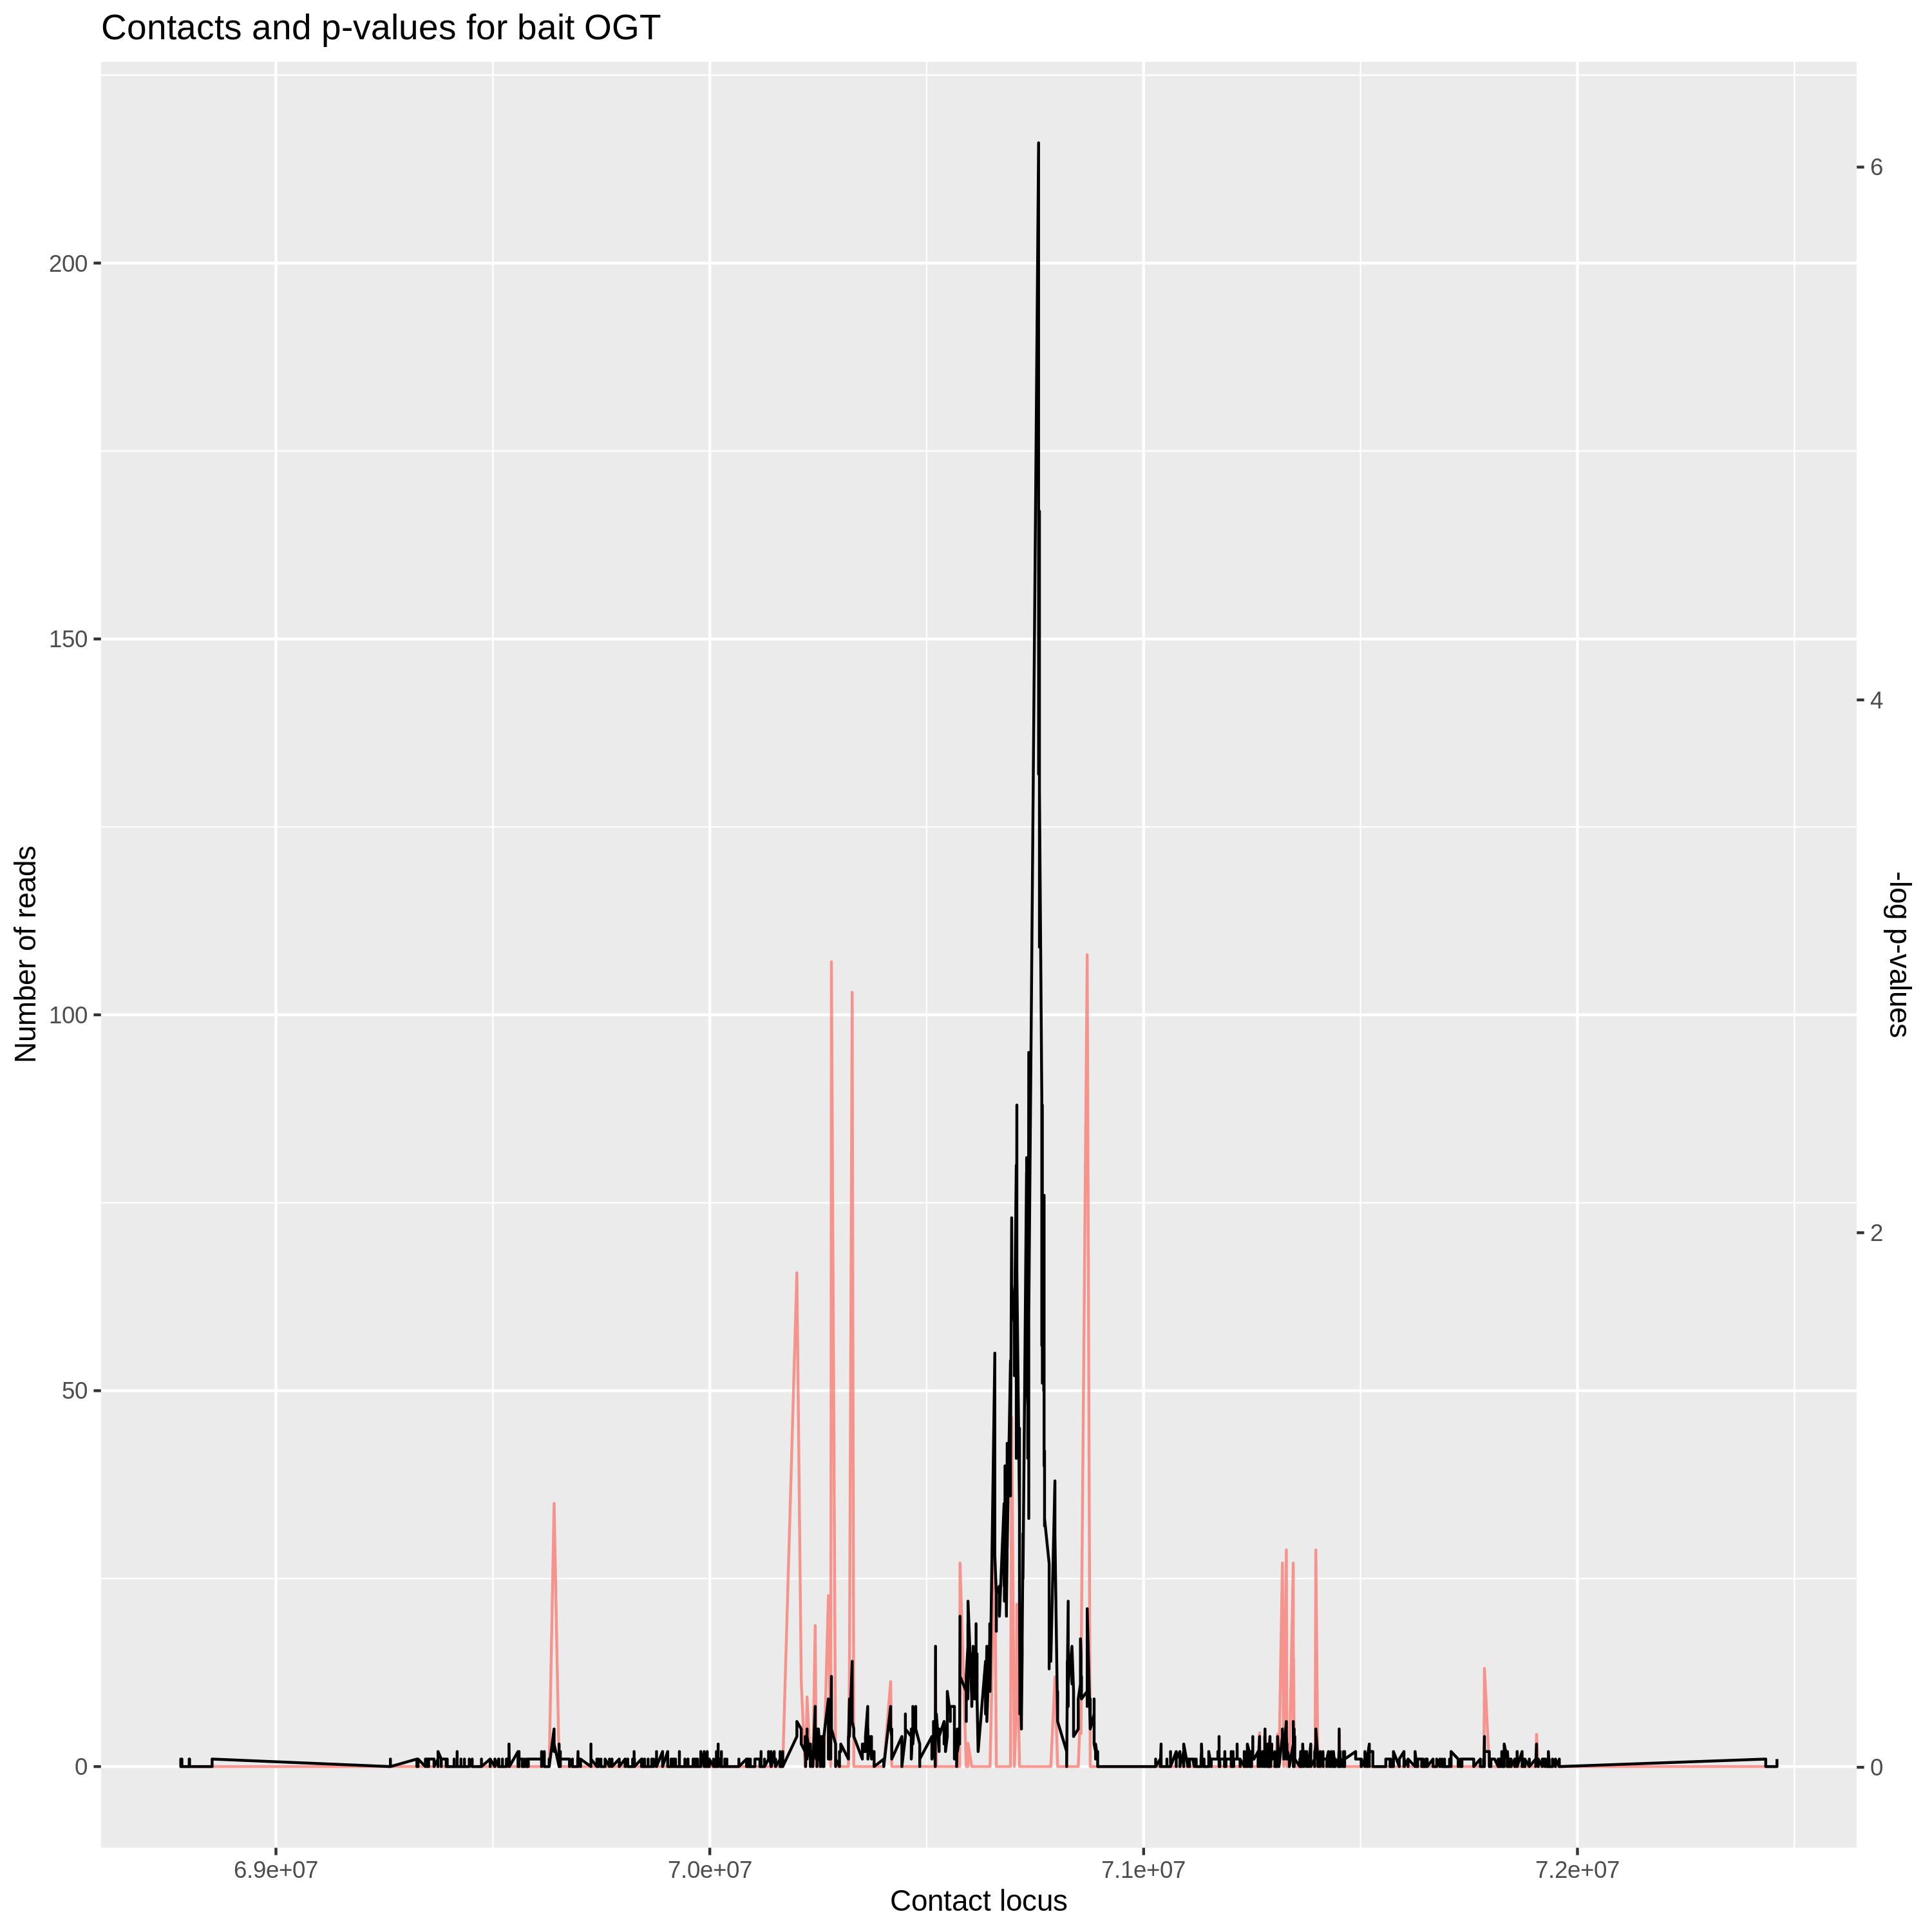 Contacts and p-values for bait OGT
Number of reads
200
150
100
50
0
6
4
2
0
-log p-values
6.9e+07 7.0e+07 7.1e+07 7.2e+07
Contact locus